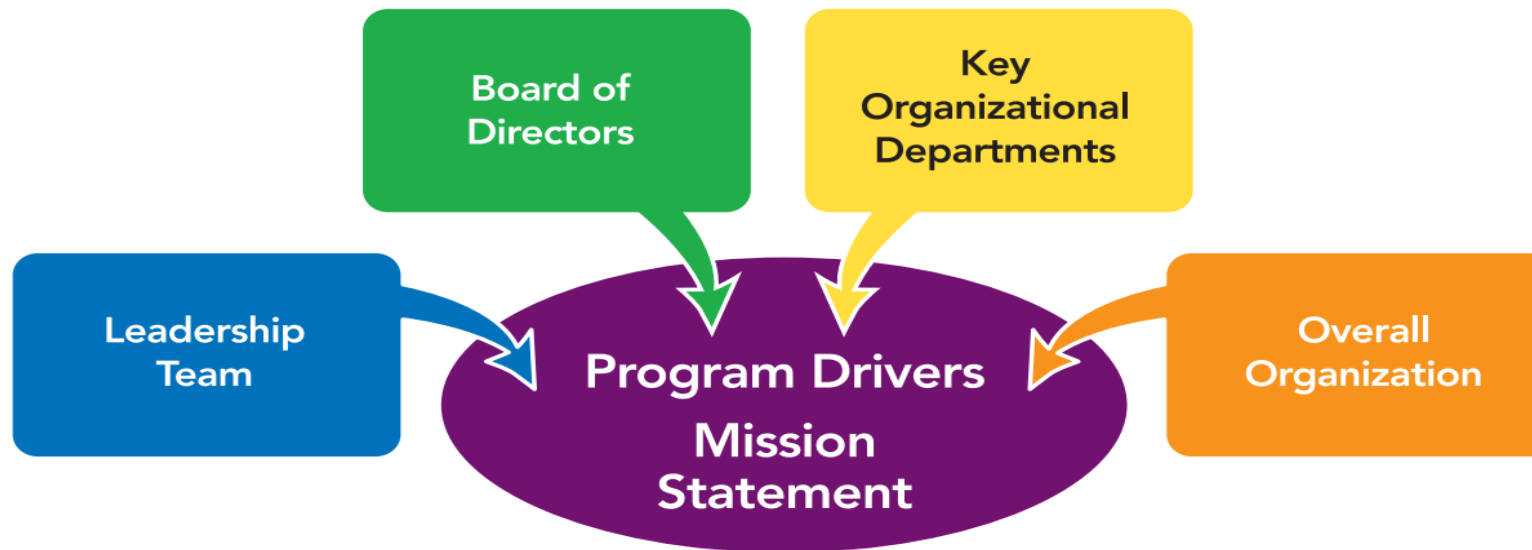 Board of
Directors
Key
Organizational
Departments
Leadership
Team
Overall
Organization
Program Drivers
Mission
Statement